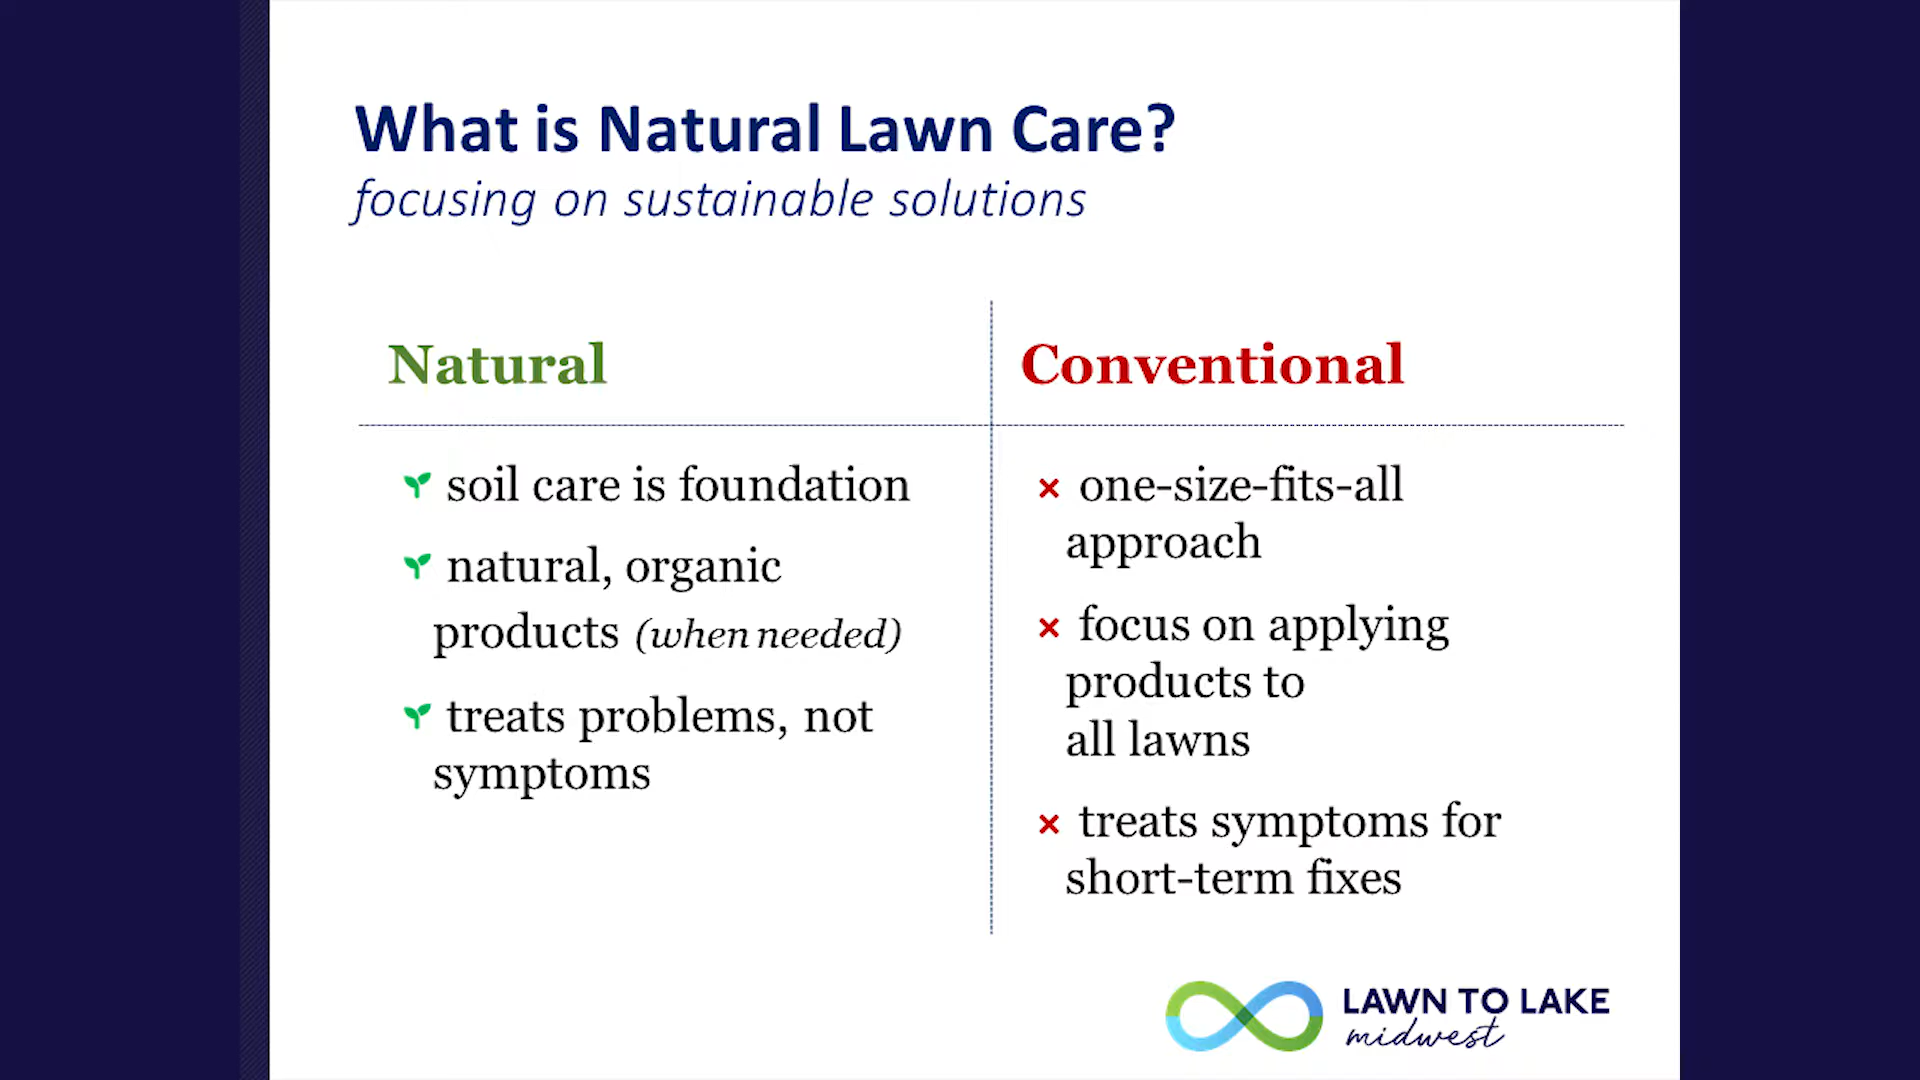 What is Natural Lawn Care?
focusing on sustainable solutions
Natural
soil care is foundation
natural, organic
products (when needed)
treats problems, not
symptoms
Conventional
one-size-fits-all
approach
focus on applying
products to
all lawns
treats symptoms for
short-term fixes
LAWN TO LAKE
midwest